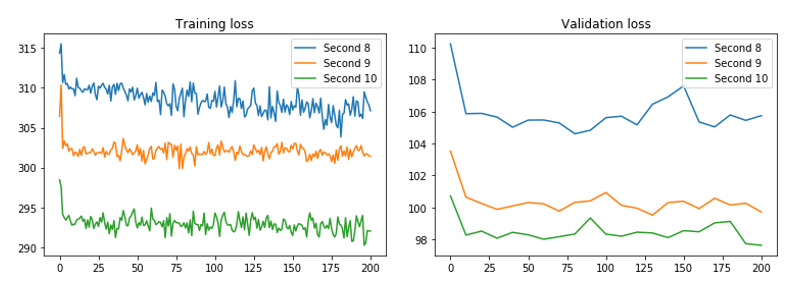 Training loss
315
310
305
300
295
290
0 25 50 75 100 125 150 175 200
Second 8
Second 9
Second 10
Validation loss
110
108
106
104
102
100
98
0 25 50 75 100 125 150 175 200
Second 8
Second 9
Second 10